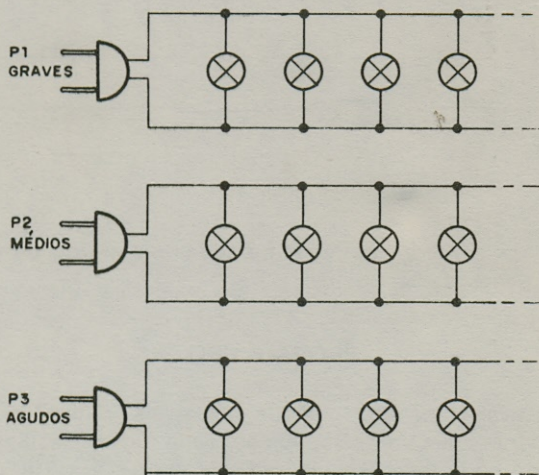 P1
GRAVES
P2
MÉDIOS
P3
AGUDOS